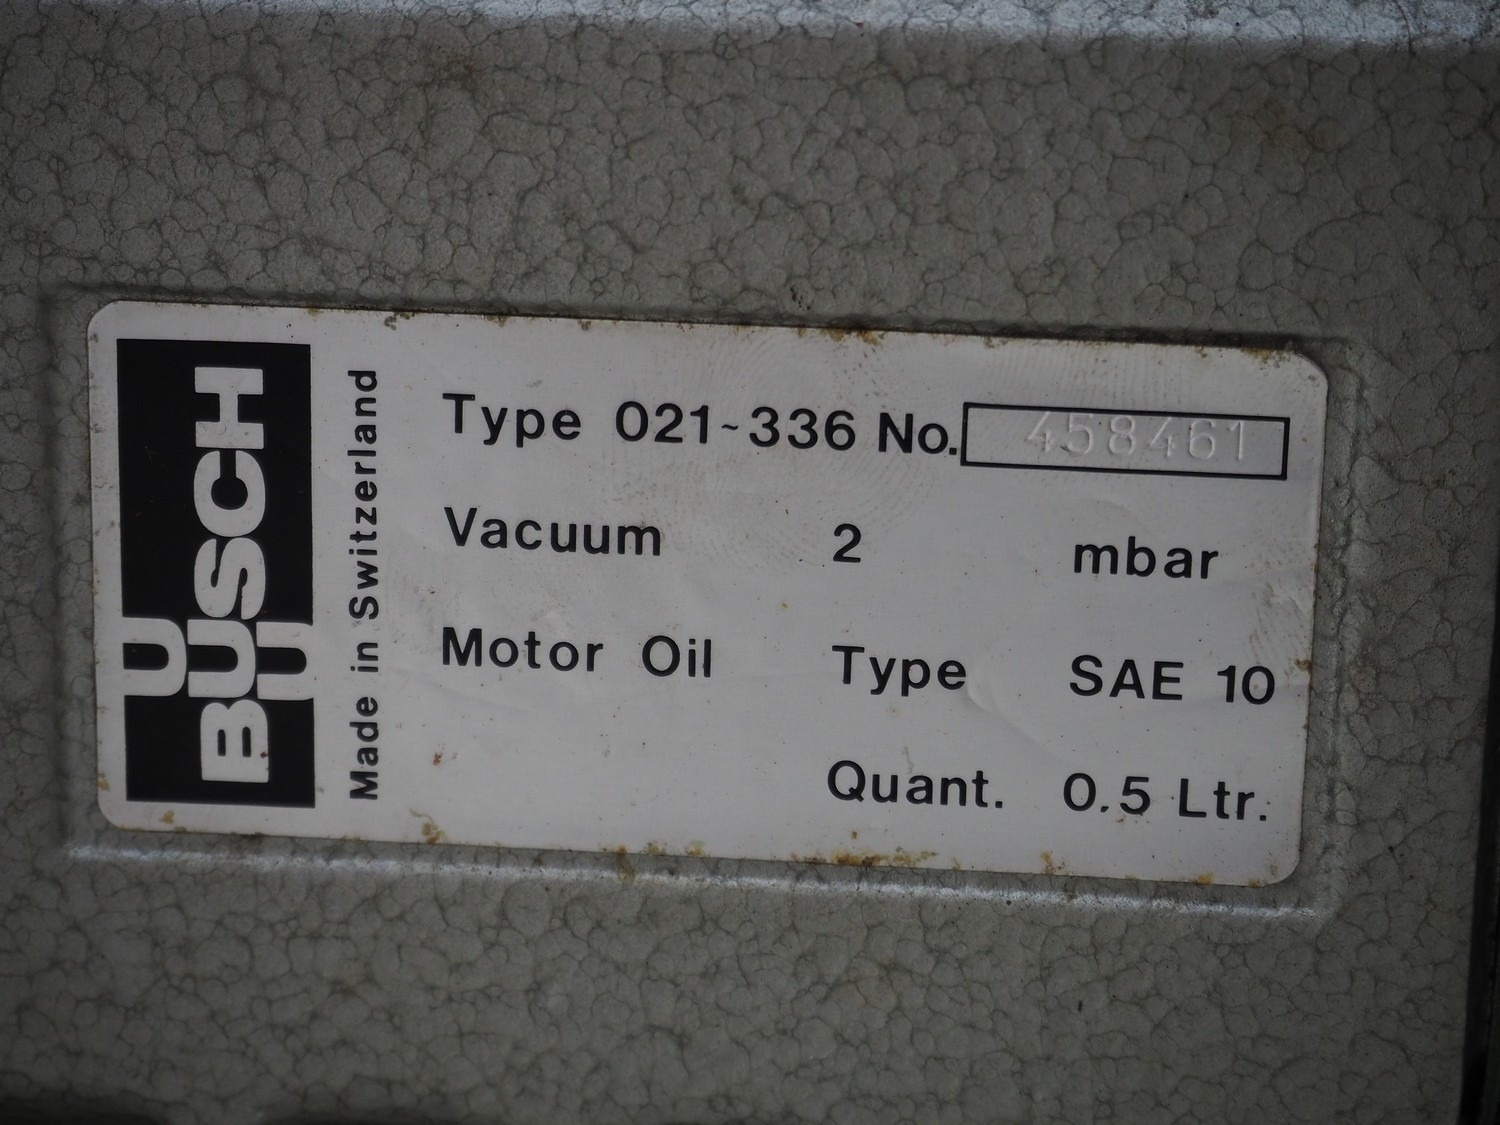 BUSCH
U
U
Made in Switzerland
Type 021-336 No. 458461
Vacuum 2 mbar
Motor Oil Type SAE 10
Quant. 0.5 Ltr.